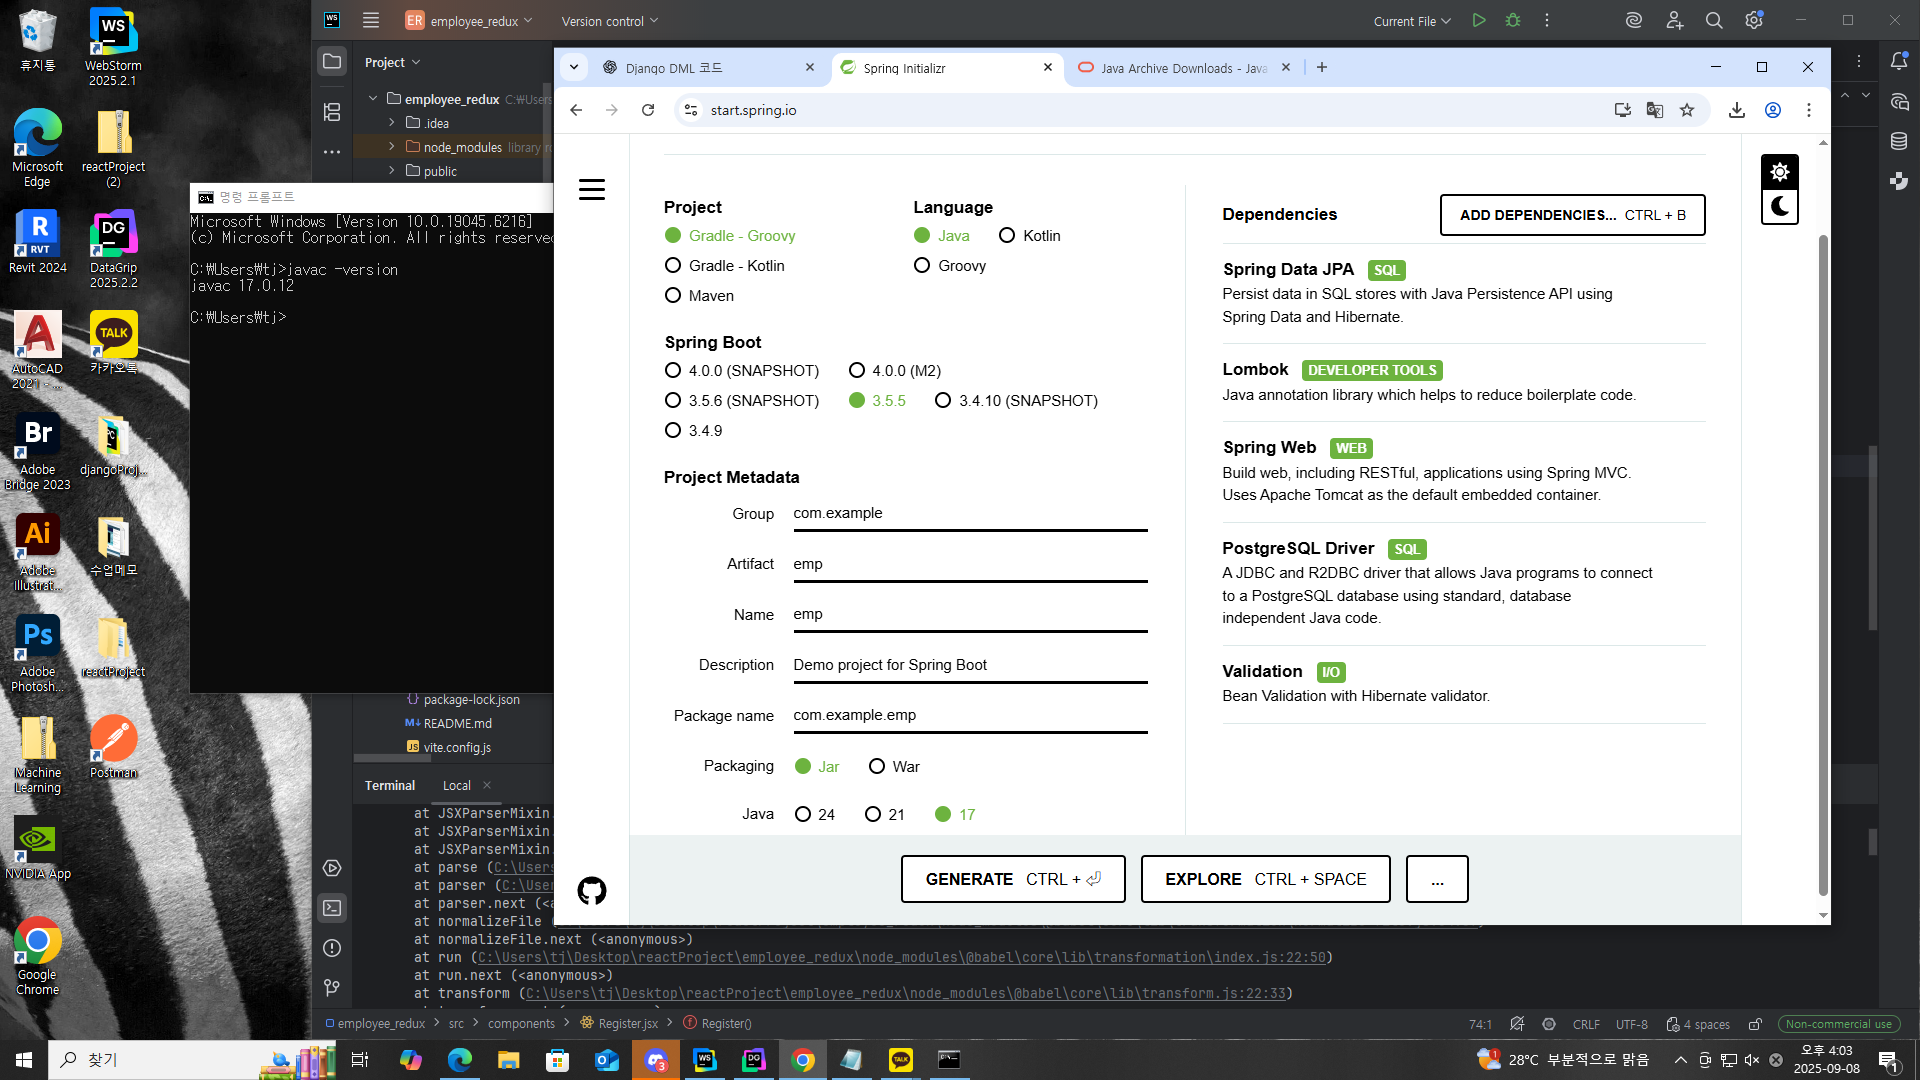 휴지통
WebStorm
2025.2.1
Microsoft
Edge
reactProject
(2)
Revit 2024
DataGrip
2025.2.2
AutoCAD
2021 - ...
카카오톡
Adobe
Bridge 2023
djangoProj...
Adobe
Illustrat...
수업메모
Adobe
Photosh...
reactProject
Machine
Learning
Postman
NVIDIA App
Google
Chrome
ER employee_redux
Version control
Current File
Project
employee_redux C:₩Users
.idea
node_modules library ro
public
package-lock.json
README.md
vite.config.js
명령 프롬프트
Microsoft Windows [Version 10.0.19045.6216]
(c) Microsoft Corporation. All rights reserved
C:₩Users₩tj>javac -version
javac 17.0.12
C:₩Users₩tj>
Django DML 코드
Spring Initializr
Java Archive Downloads - Java
start.spring.io
Project
Gradle - Groovy
Gradle - Kotlin
Maven
Language
Java
Kotlin
Groovy
Spring Boot
4.0.0 (SNAPSHOT)
4.0.0 (M2)
3.5.6 (SNAPSHOT)
3.5.5
3.4.10 (SNAPSHOT)
3.4.9
Project Metadata
Group com.example
Artifact emp
Name emp
Description Demo project for Spring Boot
Package name com.example.emp
Packaging Jar War
Java 24 21 17
Dependencies
ADD DEPENDENCIES... CTRL + B
Spring Data JPA SQL
Persist data in SQL stores with Java Persistence API using
Spring Data and Hibernate.
Lombok DEVELOPER TOOLS
Java annotation library which helps to reduce boilerplate code.
Spring Web WEB
Build web, including RESTful, applications using Spring MVC.
Uses Apache Tomcat as the default embedded container.
PostgreSQL Driver SQL
A JDBC and R2DBC driver that allows Java programs to connect
to a PostgreSQL database using standard, database
independent Java code.
Validation I/O
Bean Validation with Hibernate validator.
GENERATE CTRL + ⏎
EXPLORE CTRL + SPACE
...
Terminal
Local
at JSXParserMixin.
at JSXParserMixin.
at JSXParserMixin.
at parse (C:\Users
at parser (C:\User
at parser.next (<a
at normalizeFile (
at normalizeFile.next (<anonymous>)
at run (C:\Users\tj\Desktop\reactProject\employee_redux\node_modules\@babel\core\lib\transformation\index.js:22:50)
at run.next (<anonymous>)
at transform (C:\Users\tj\Desktop\reactProject\employee_redux\node_modules\@babel\core\lib\transform.js:22:33)
employee_redux > src > components > Register.jsx > Register()
74:1
CRLF
UTF-8
4 spaces
Non-commercial use
찾기
28°C 부분적으로 맑음
오후 4:03
2025-09-08